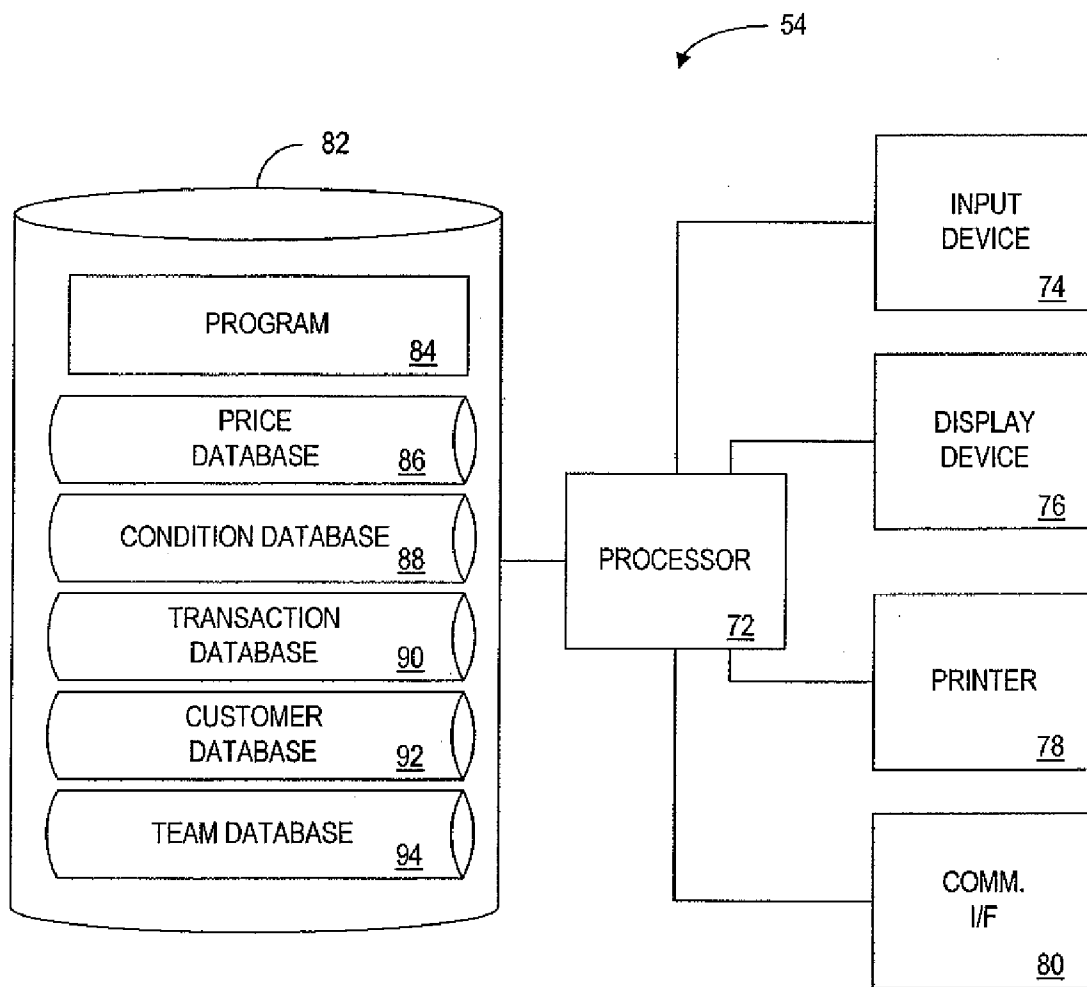 54
82
PROGRAM
84
PRICE
DATABASE
86
CONDITION DATABASE
88
TRANSACTION
DATABASE
90
CUSTOMER
DATABASE
92
TEAM DATABASE
94
PROCESSOR
72
INPUT
DEVICE
74
DISPLAY
DEVICE
76
PRINTER
78
COMM.
I/F
80